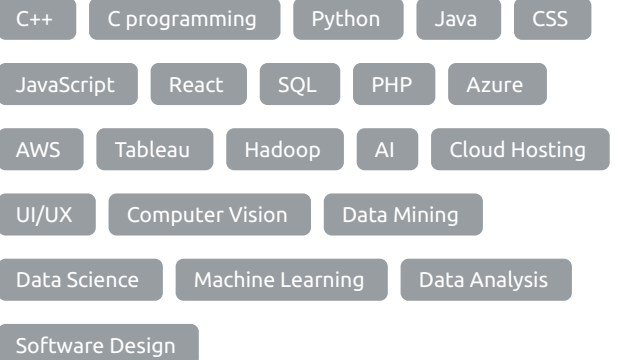 C++ C programming Python Java CSS
JavaScript React SQL PHP Azure
AWS Tableau Hadoop AI Cloud Hosting
UI/UX Computer Vision Data Mining
Data Science Machine Learning Data Analysis
Software Design